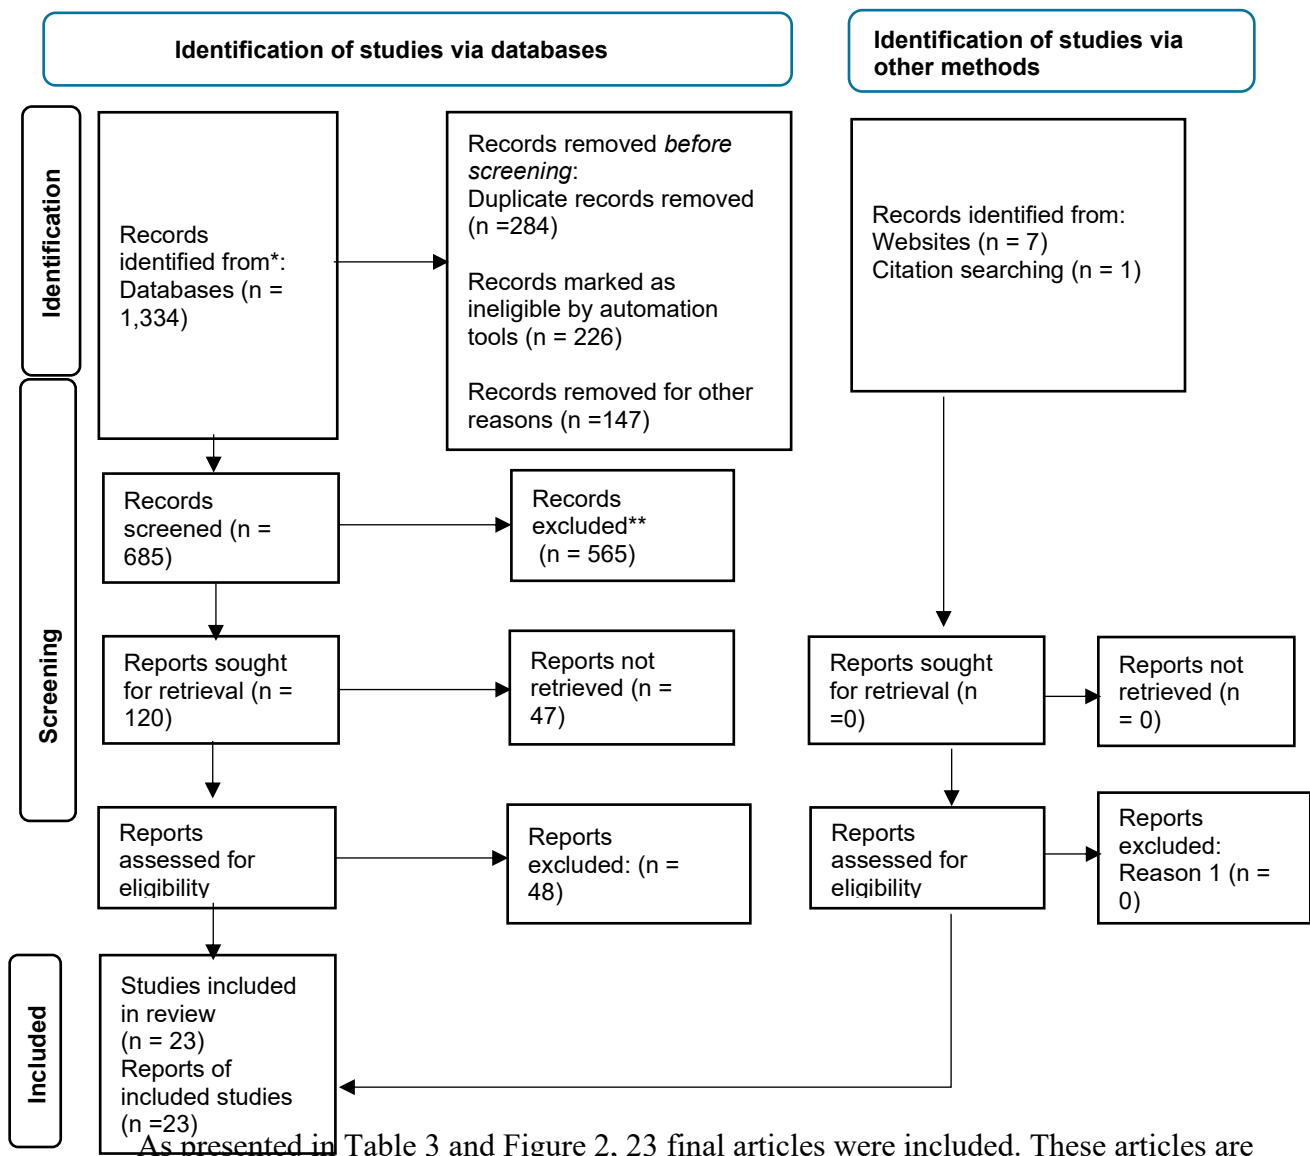 Identification of studies via databases
Identification of studies via
other methods
Identification
Records
identified from*:
Databases (n =
1,334)
Records removed before
screening:
Duplicate records removed
(n =284)
Records marked as
ineligible by automation
tools (n = 226)
Records removed for other
reasons (n =147)
Records identified from:
Websites (n = 7)
Citation searching (n = 1)
Screening
Records
screened (n =
685)
Records
excluded**
(n = 565)
Reports sought
for retrieval (n =
120)
Reports not
retrieved (n =
47)
Reports sought
for retrieval (n
=0)
Reports not
retrieved (n
= 0)
Reports
assessed for
eligibility
Reports
excluded: (n =
48)
Reports
assessed for
eligibility
Reports
excluded:
Reason 1 (n =
0)
Included
Studies included
in review
(n = 23)
Reports of
included studies
(n =23)
As presented in Table 3 and Figure 2, 23 final articles were included. These articles are